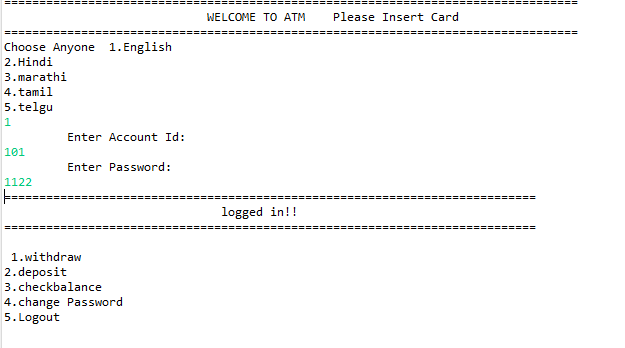 ==================================================================================
WELCOME TO ATM    Please Insert Card
==================================================================================
Choose Anyone  1.English
2.Hindi
3.marathi
4.tamil
5.telgu
1
Enter Account Id:
101
Enter Password:
1122
============================================================================
logged in!!
============================================================================
1.withdraw
2.deposit
3.checkbalance
4.change Password
5.Logout